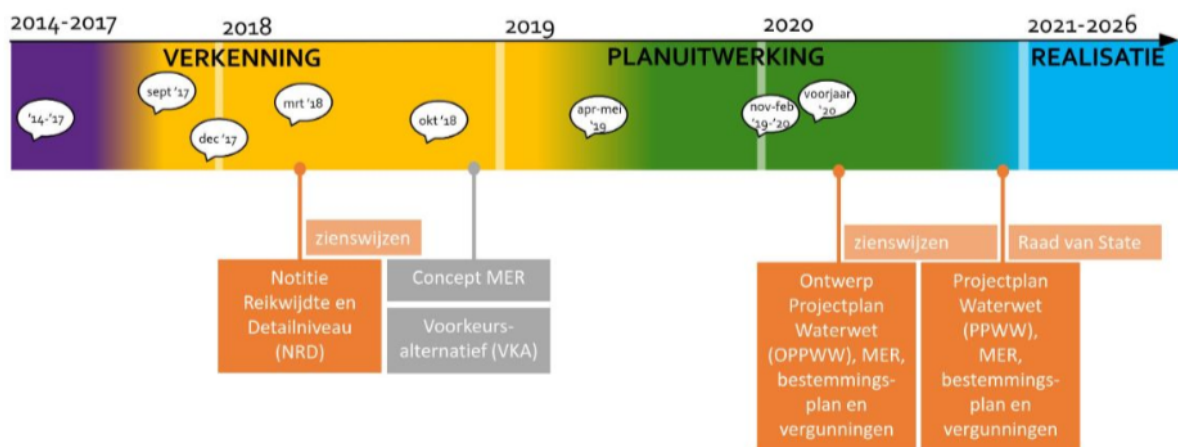 2014-2017
2018
2019
2020
2021-2026
VERKENNING
PLANUITWERKING
REALISATIE
'14-'17
sept '17
dec '17
mrt '18
okt '18
apr-mei
'19
nov-feb
'19-'20
voorjaar
'20
zienswijzen
Notitie
Reikwijdte en
Detailniveau
(NRD)
Concept MER
Voorkeurs-
alternatief (VKA)
zienswijzen
Ontwerp
Projectplan
Waterwet
(OPPWW), MER,
bestemmings-
plan en
vergunningen
Raad van State
Projectplan
Waterwet
(PPWW),
MER,
bestemmings-
plan en
vergunningen